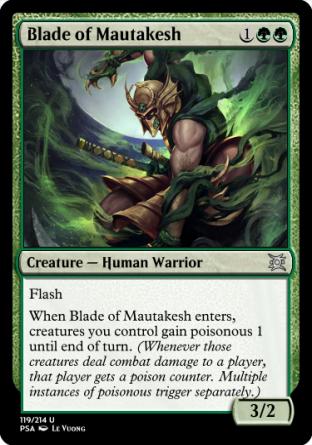 Blade of Mautakesh 1
Creature — Human Warrior
Flash
When Blade of Mautakesh enters,
creatures you control gain poisonous 1
until end of turn. (Whenever those
creatures deal combat damage to a player,
that player gets a poison counter. Multiple
instances of poisonous trigger separately.)
3/2
119/214 U
PSA Le Vuong